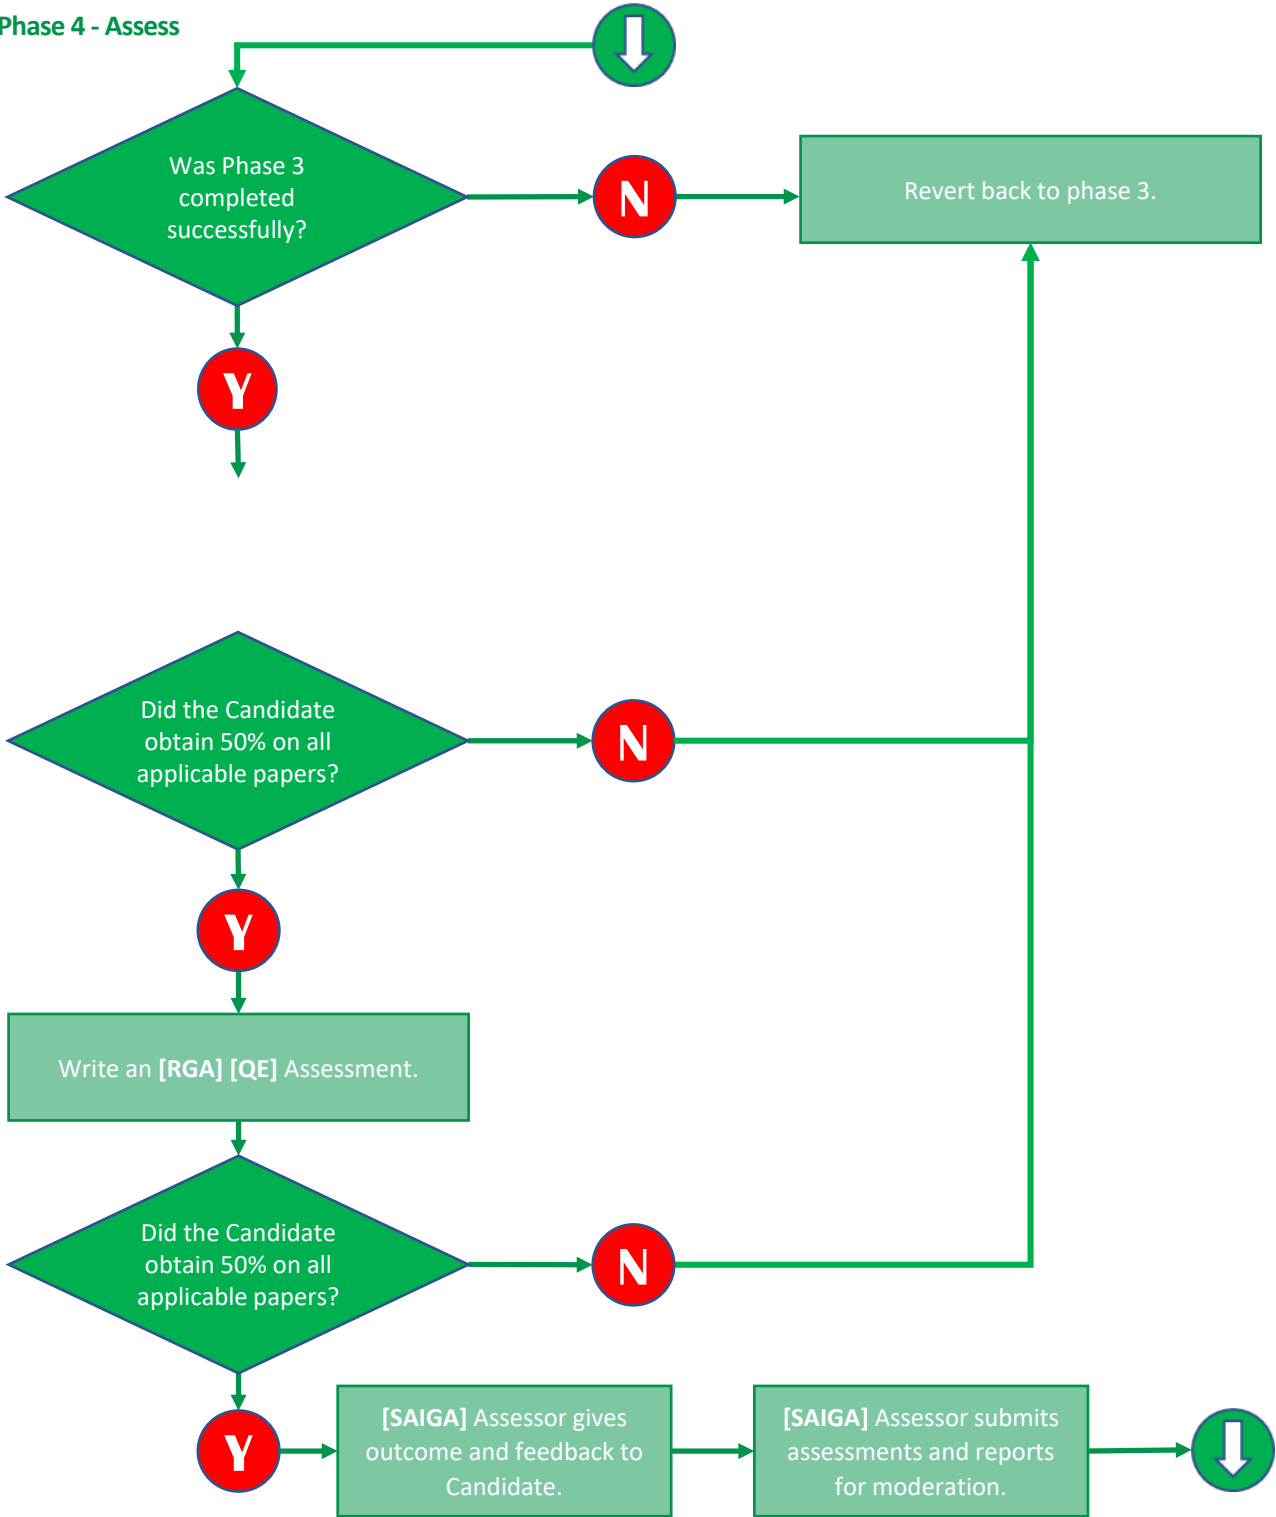 Phase 4 - Assess
Was Phase 3
completed
successfully?
N
Revert back to phase 3.
Y
Did the Candidate
obtain 50% on all
applicable papers?
N
Y
Write an [RGA] [QE] Assessment.
Did the Candidate
obtain 50% on all
applicable papers?
N
Y
[SAIGA] Assessor gives
outcome and feedback to
Candidate.
[SAIGA] Assessor submits
assessments and reports
for moderation.